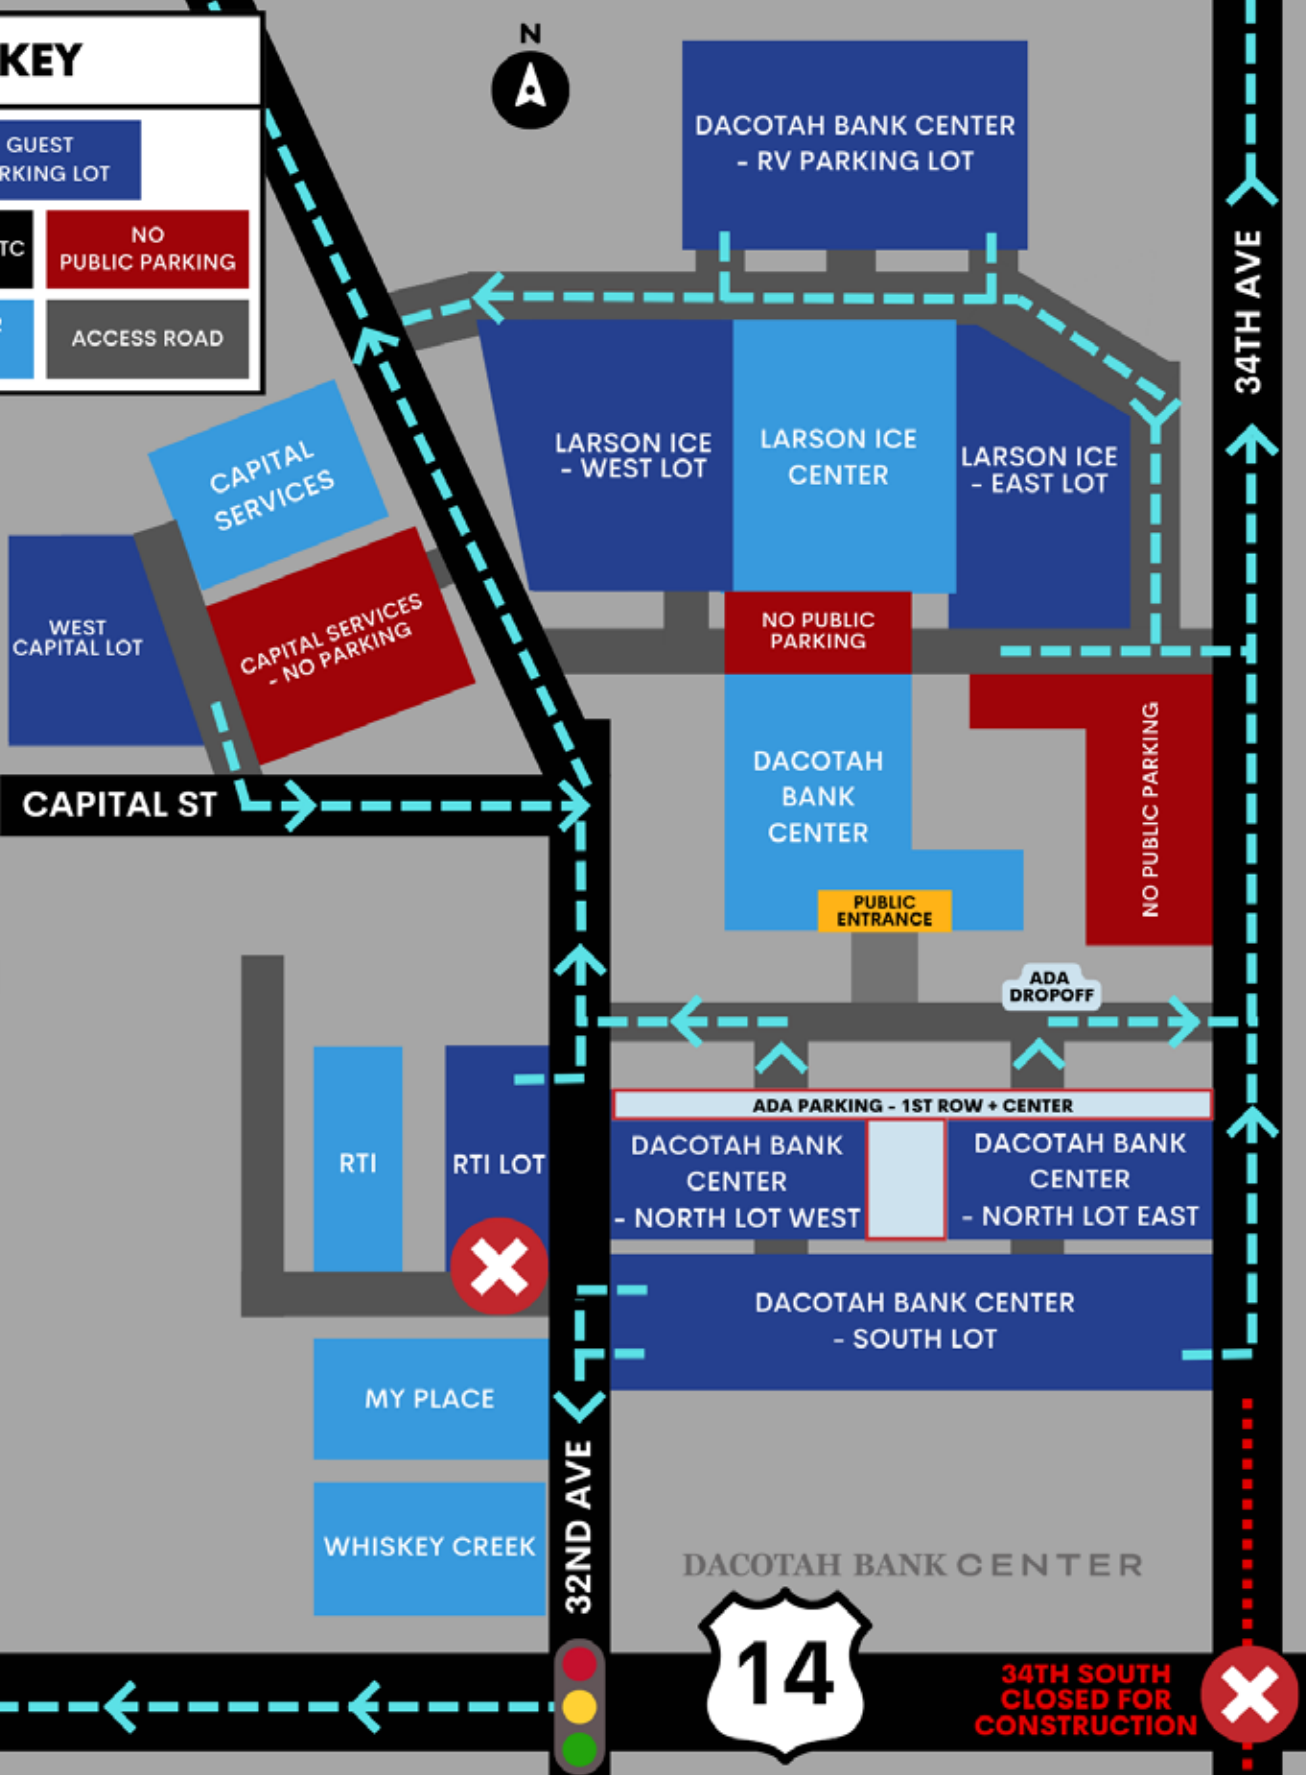 KEY
N
GUEST
RKING LOT
TC
NO
PUBLIC PARKING
ACCESS ROAD
DACOTAH BANK CENTER
- RV PARKING LOT
34TH AVE
CAPITAL
SERVICES
LARSON ICE
- WEST LOT
LARSON ICE
CENTER
LARSON ICE
- EAST LOT
WEST
CAPITAL LOT
CAPITAL SERVICES
- NO PARKING
NO PUBLIC
PARKING
NO PUBLIC PARKING
DACOTAH
BANK
CENTER
CAPITAL ST
PUBLIC
ENTRANCE
ADA
DROPOFF
ADA PARKING - 1ST ROW + CENTER
RTI
RTI LOT
DACOTAH BANK
CENTER
- NORTH LOT WEST
DACOTAH BANK
CENTER
- NORTH LOT EAST
DACOTAH BANK CENTER
- SOUTH LOT
MY PLACE
WHISKEY CREEK
32ND AVE
DACOTAH BANK CENTER
14
34TH SOUTH
CLOSED FOR
CONSTRUCTION